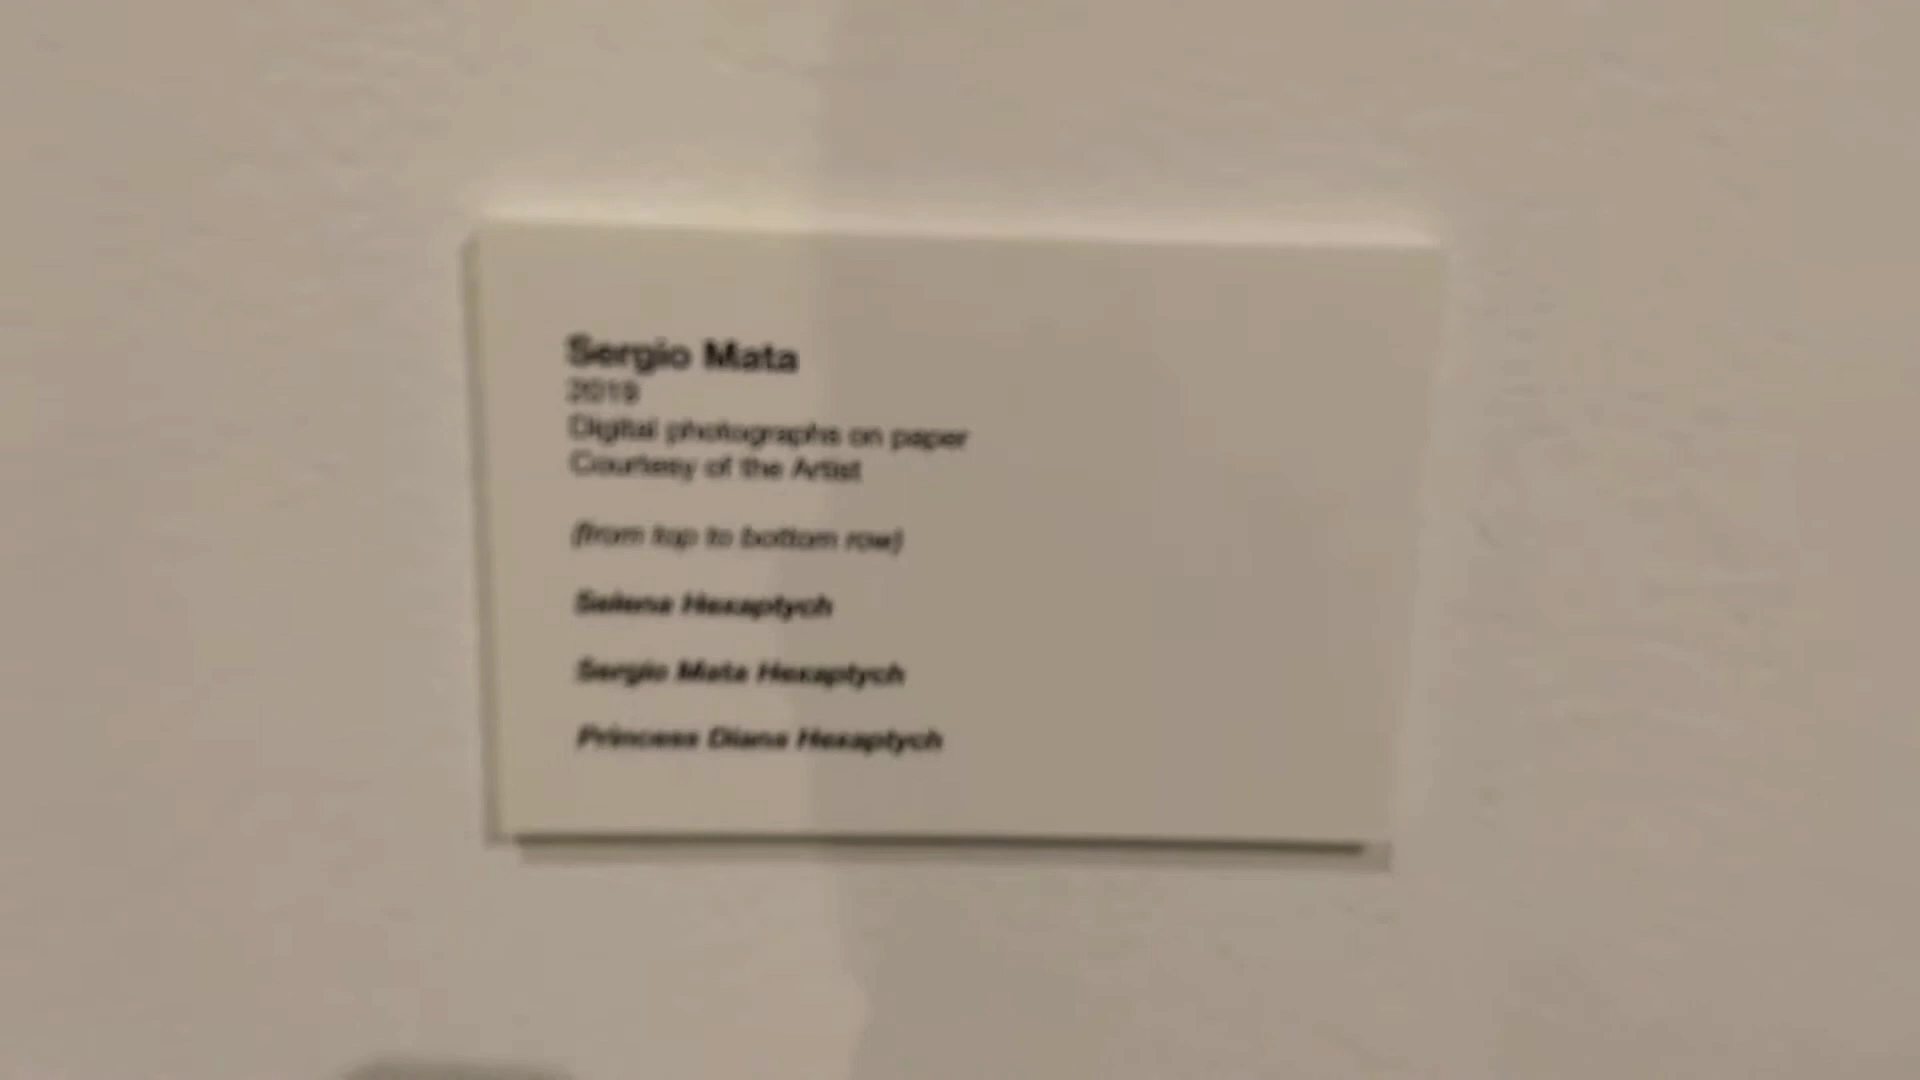 Sergio Mata
2019
Digital photographs on paper
Courtesy of the Artist
(from top to bottom row)
Selena Hexaptych
Sergio Mata Hexaptych
Princess Diana Hexaptych